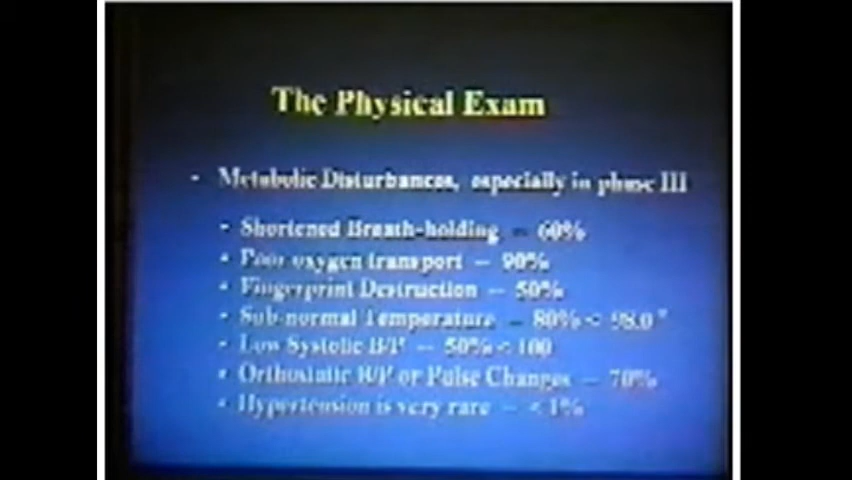 The Physical Exam
• Metabolic Disturbances, especially in phase III
• Shortened Breath-holding – 60%
• Poor oxygen transport – 90%
• Fingerprint Destruction – 50%
• Sub-normal Temperature – 80% < 98.0°
• Low Systolic B/P – 50% < 100
• Orthostatic B/P or Pulse Changes – 70%
• Hypertension is very rare – < 1%